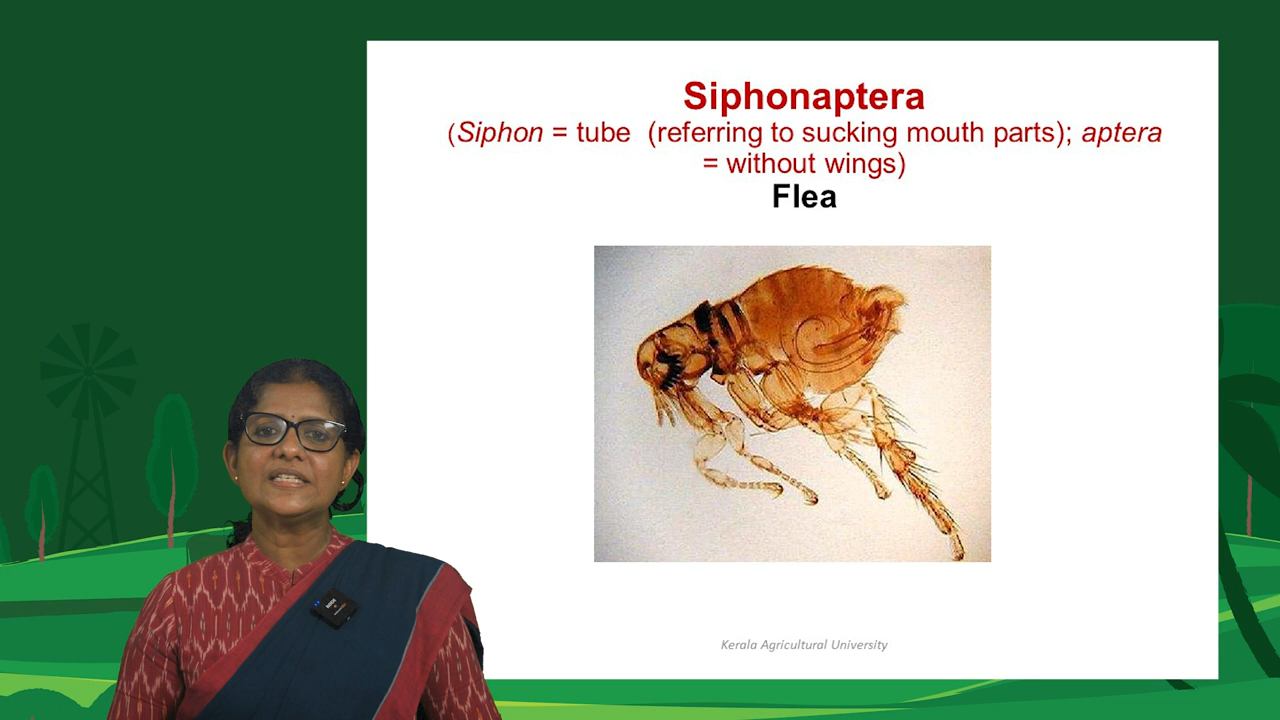 Siphonaptera
(Siphon = tube (referring to sucking mouth parts); aptera
= without wings)
Flea
Kerala Agricultural University